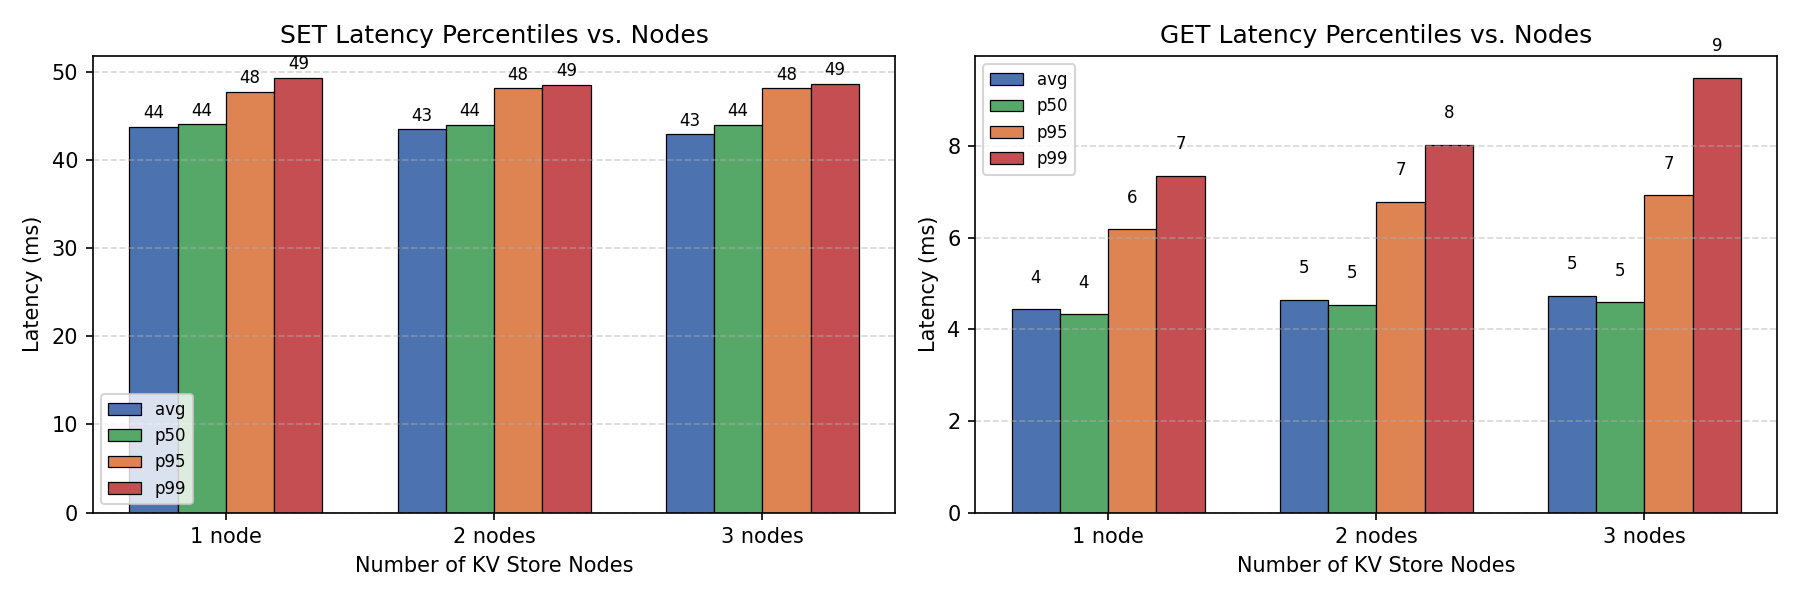 SET Latency Percentiles vs. Nodes
Latency (ms)
50
40
30
20
10
0
44
44
48
49
43
44
48
49
43
44
48
49
avg
p50
p95
p99
1 node
2 nodes
3 nodes
Number of KV Store Nodes
GET Latency Percentiles vs. Nodes
Latency (ms)
8
6
4
2
0
avg
p50
p95
p99
4
4
6
7
5
5
7
8
5
5
7
9
1 node
2 nodes
3 nodes
Number of KV Store Nodes